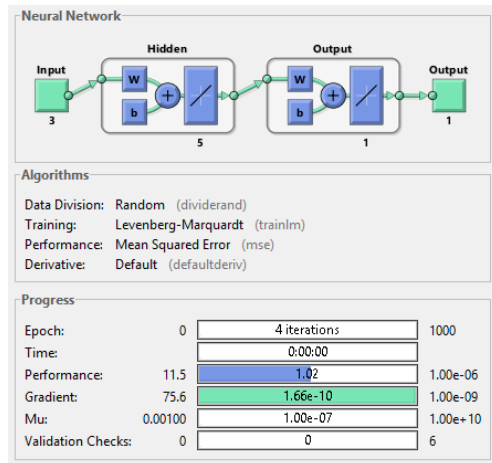 Neural Network
Hidden Output
Input Output
W W
b b
3 5 1 1
Algorithms
Data Division: Random (dividerand)
Training: Levenberg-Marquardt (trainlm)
Performance: Mean Squared Error (mse)
Derivative: Default (defaultderiv)
Progress
Epoch: 0 4 iterations 1000
Time: 0:00:00
Performance: 11.5 1.02 1.00e-06
Gradient: 75.6 1.66e-10 1.00e-09
Mu: 0.00100 1.00e-07 1.00e+10
Validation Checks: 0 0 6